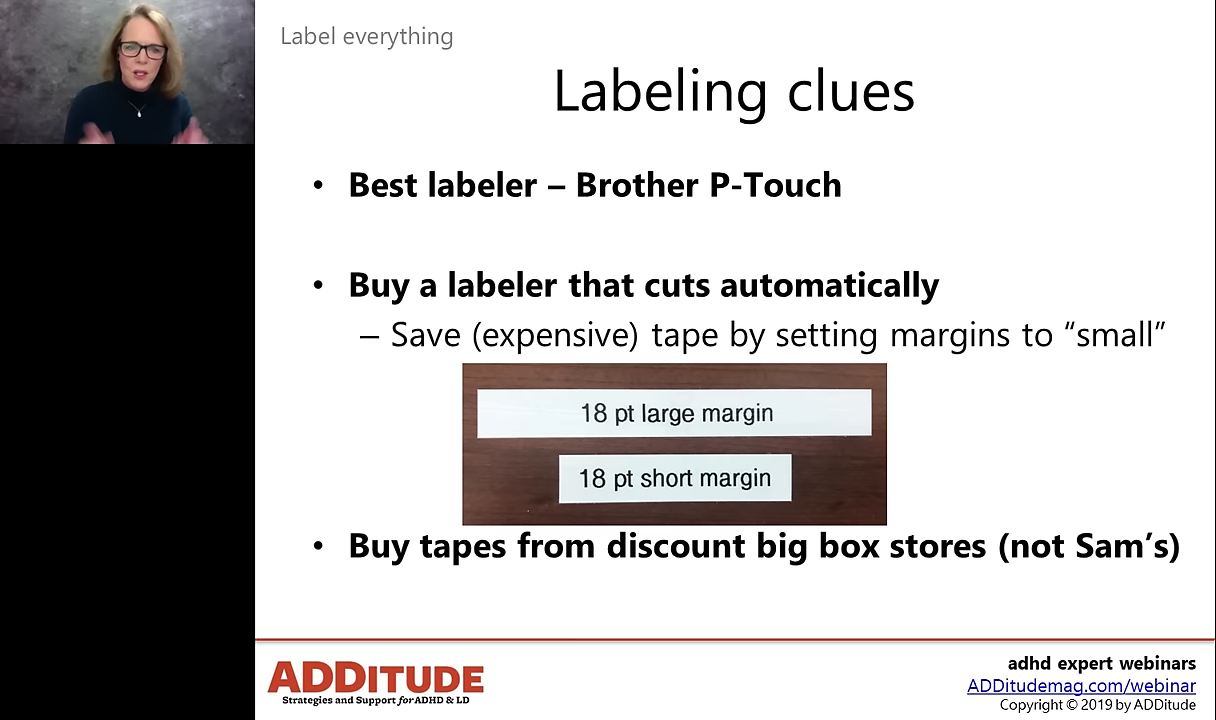 Label everything
Labeling clues
• Best labeler – Brother P-Touch
• Buy a labeler that cuts automatically
– Save (expensive) tape by setting margins to “small”
18 pt large margin
18 pt short margin
• Buy tapes from discount big box stores (not Sam’s)
ADDITUDE
Strategies and Support for ADHD & LD
adhd expert webinars
ADDitudemag.com/webinar
Copyright © 2019 by ADDitude